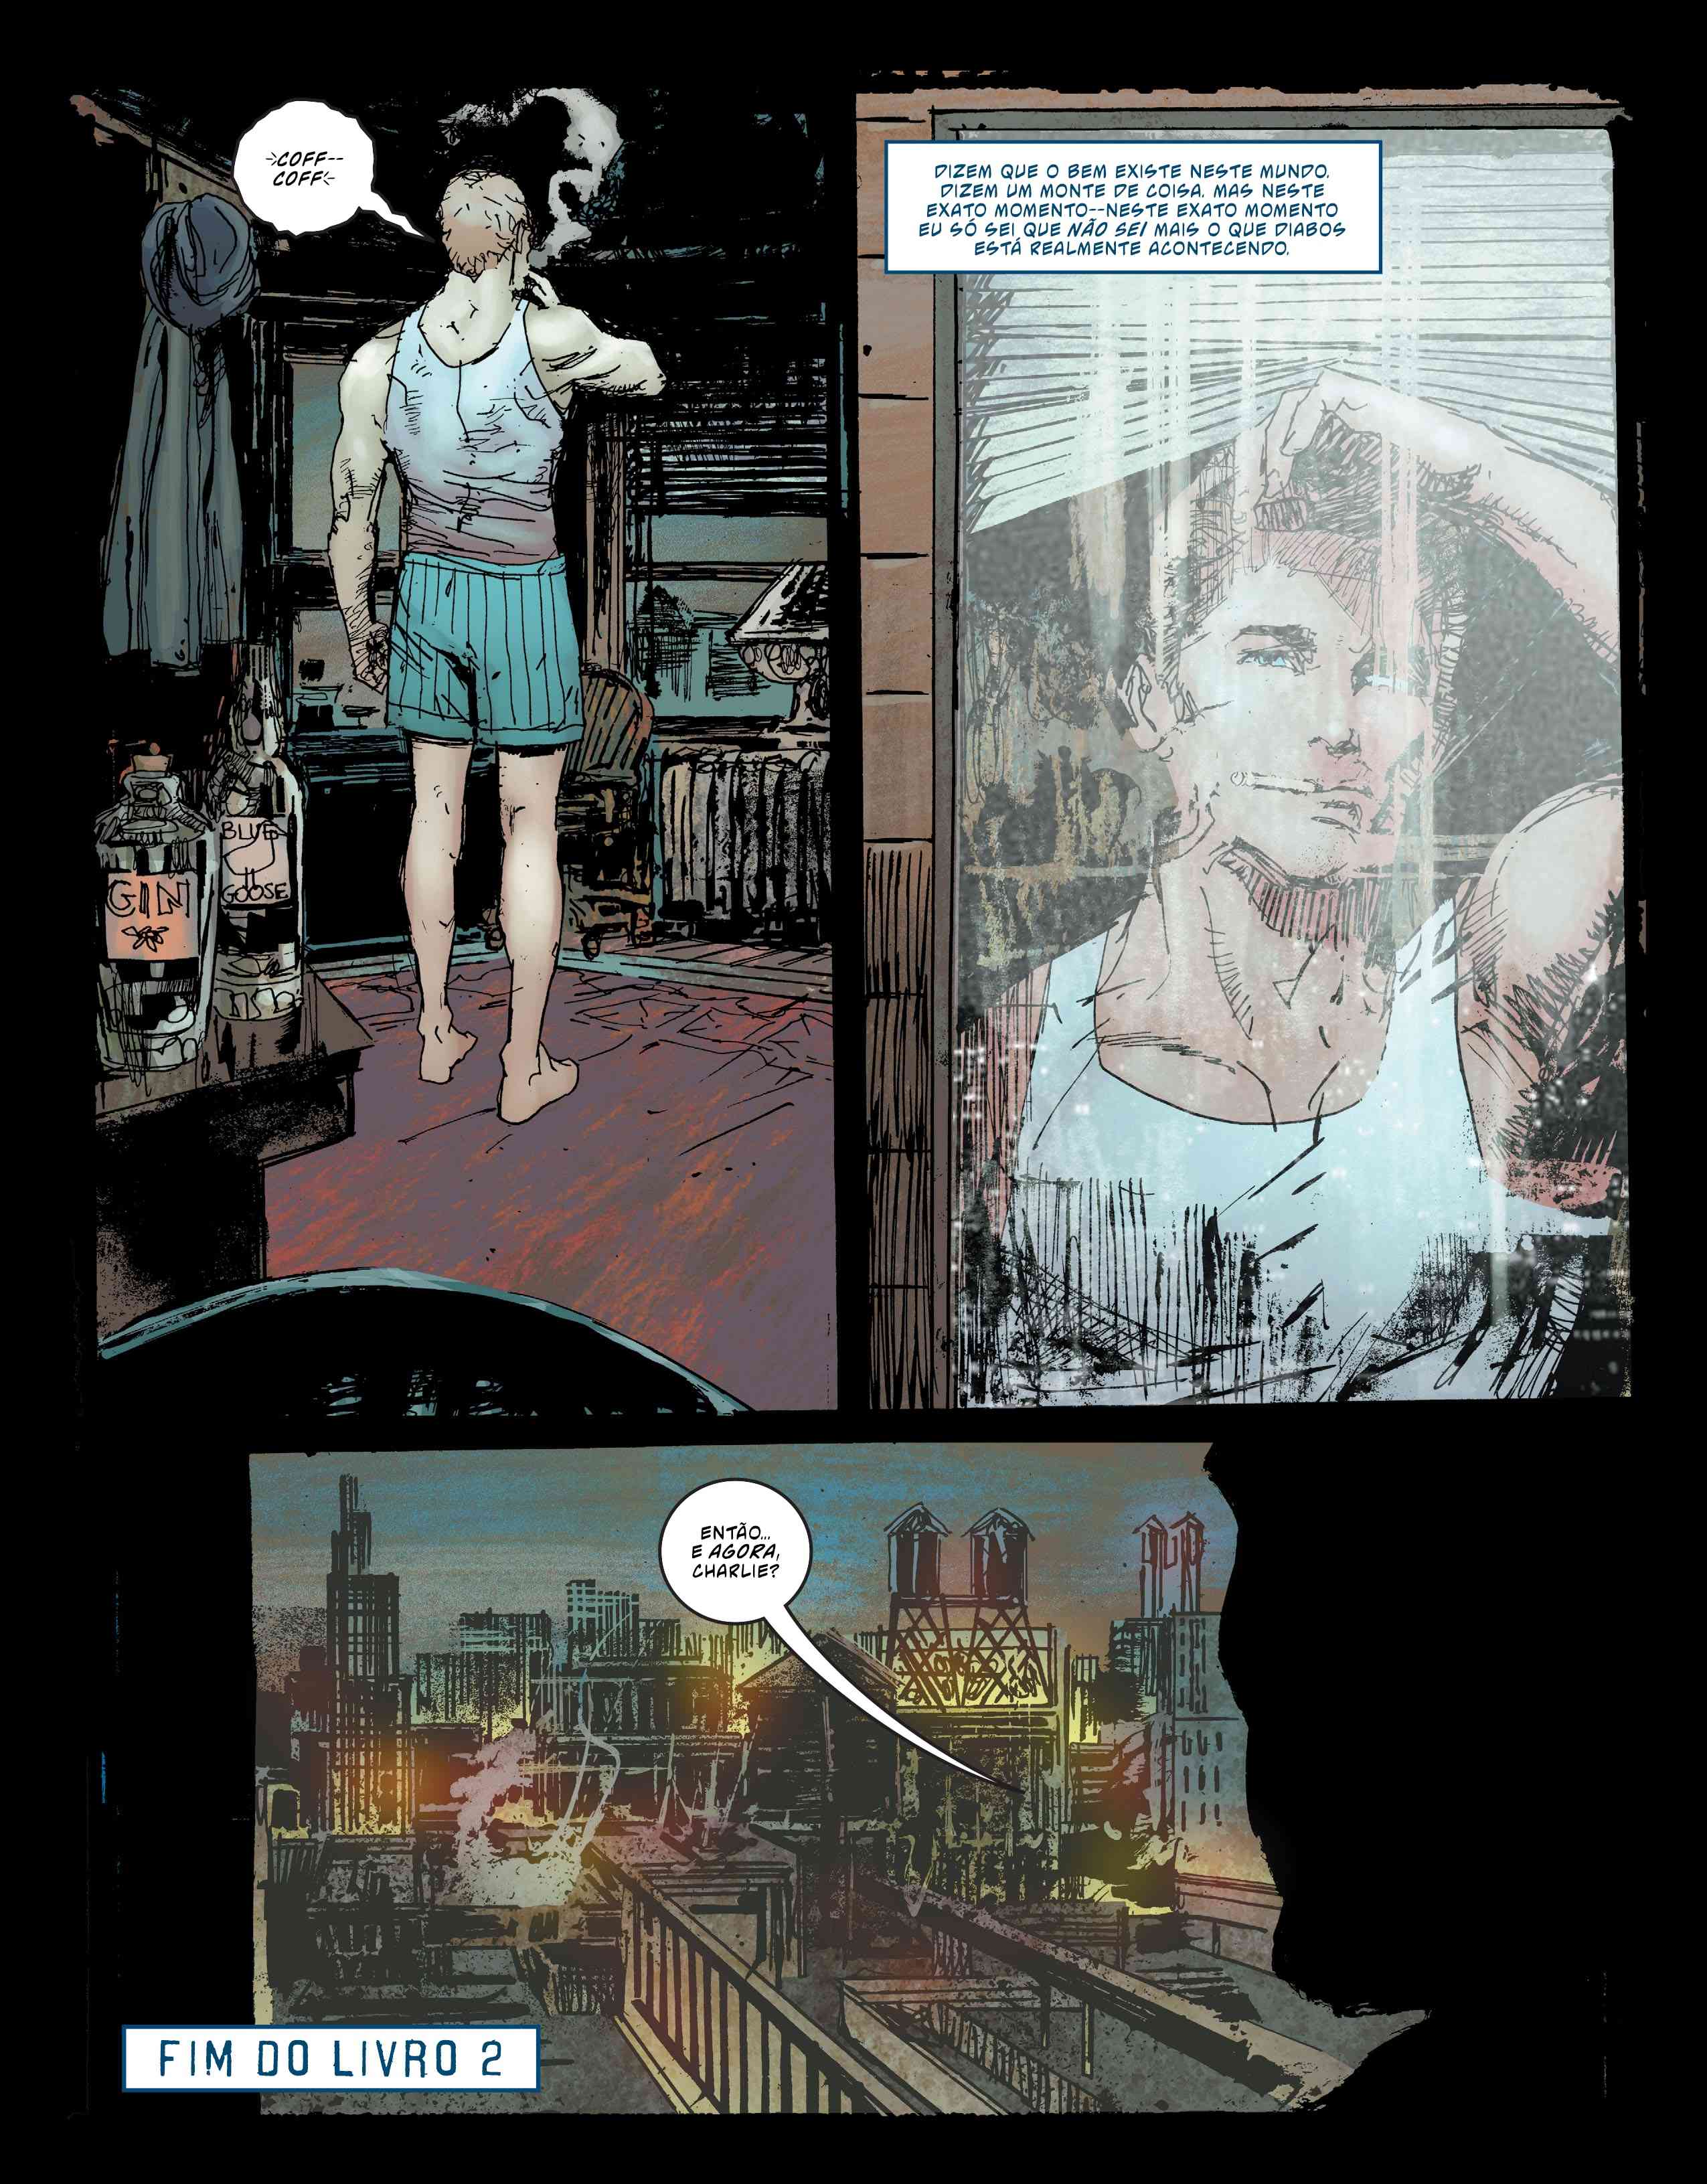 COFF--
COFF
DIZEM QUE O BEM EXISTE NESTE MUNDO.
DIZEM UM MONTE DE COISA. MAS NESTE
EXATO MOMENTO--NESTE EXATO MOMENTO
EU SÓ SEI QUE NÃO SEI MAIS O QUE DIABOS
ESTÁ REALMENTE ACONTECENDO.
GIN
BLUE
GOOSE
ENTÃO...
E AGORA,
CHARLIE?
FIM DO LIVRO 2